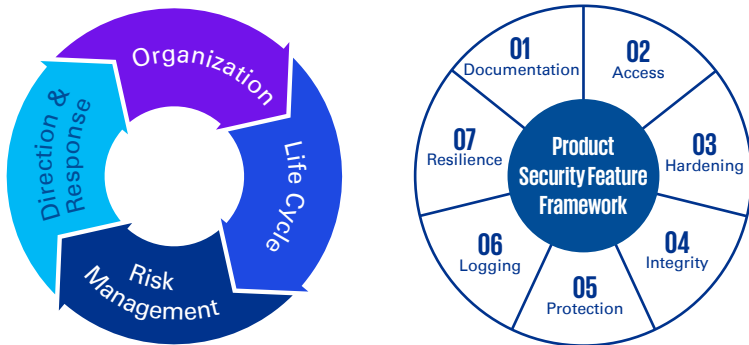 Organization
Life Cycle
Risk
Management
Direction &
Response
01
Documentation
02
Access
03
Hardening
04
Integrity
05
Protection
06
Logging
07
Resilience
Product
Security Feature
Framework